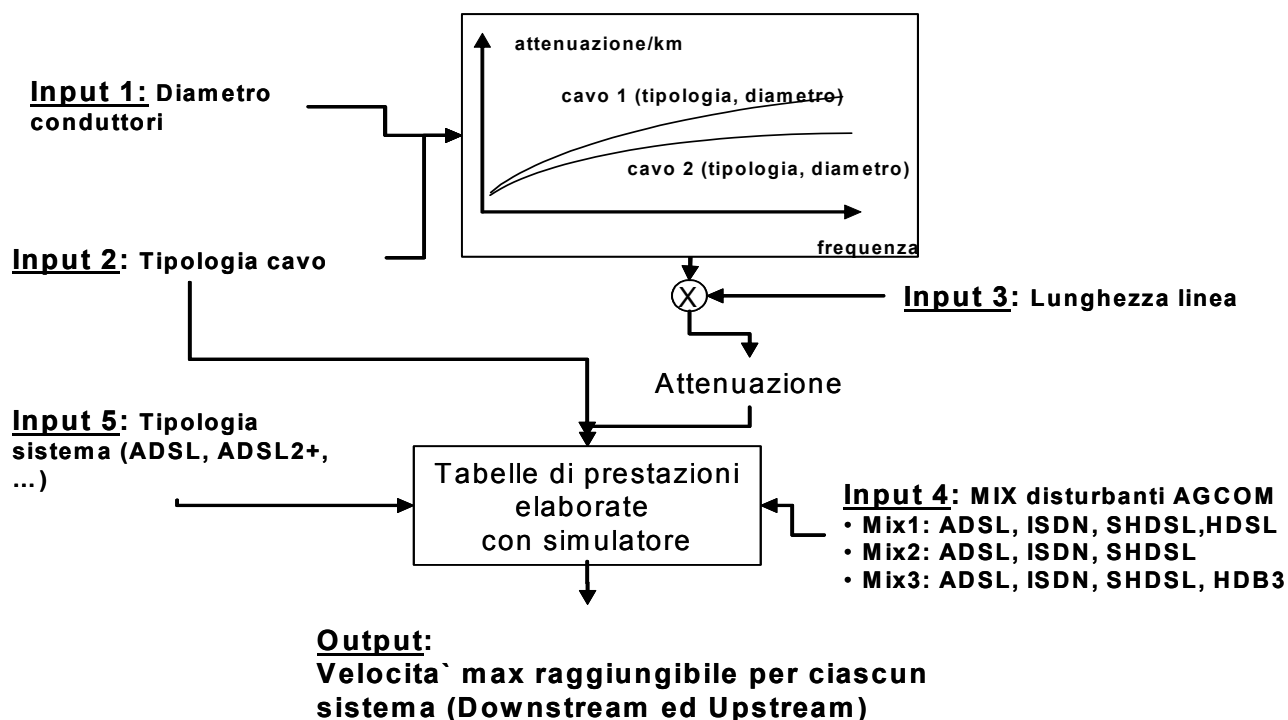 attenuazione/km
cavo 1 (tipologia, diametro)
cavo 2 (tipologia, diametro)
frequenza
Input 1: Diametro
conduttori
Input 2: Tipologia cavo
X
Input 3: Lunghezza linea
Attenuazione
Input 5: Tipologia
sistema (ADSL, ADSL2+,
...)
Tabelle di prestazioni
elaborate
con simulatore
Input 4: MIX disturbanti AGCOM
• Mix1: ADSL, ISDN, SHDSL,HDSL
• Mix2: ADSL, ISDN, SHDSL
• Mix3: ADSL, ISDN, SHDSL, HDB3
Output:
Velocita` max raggiungibile per ciascun
sistema (Downstream ed Upstream)